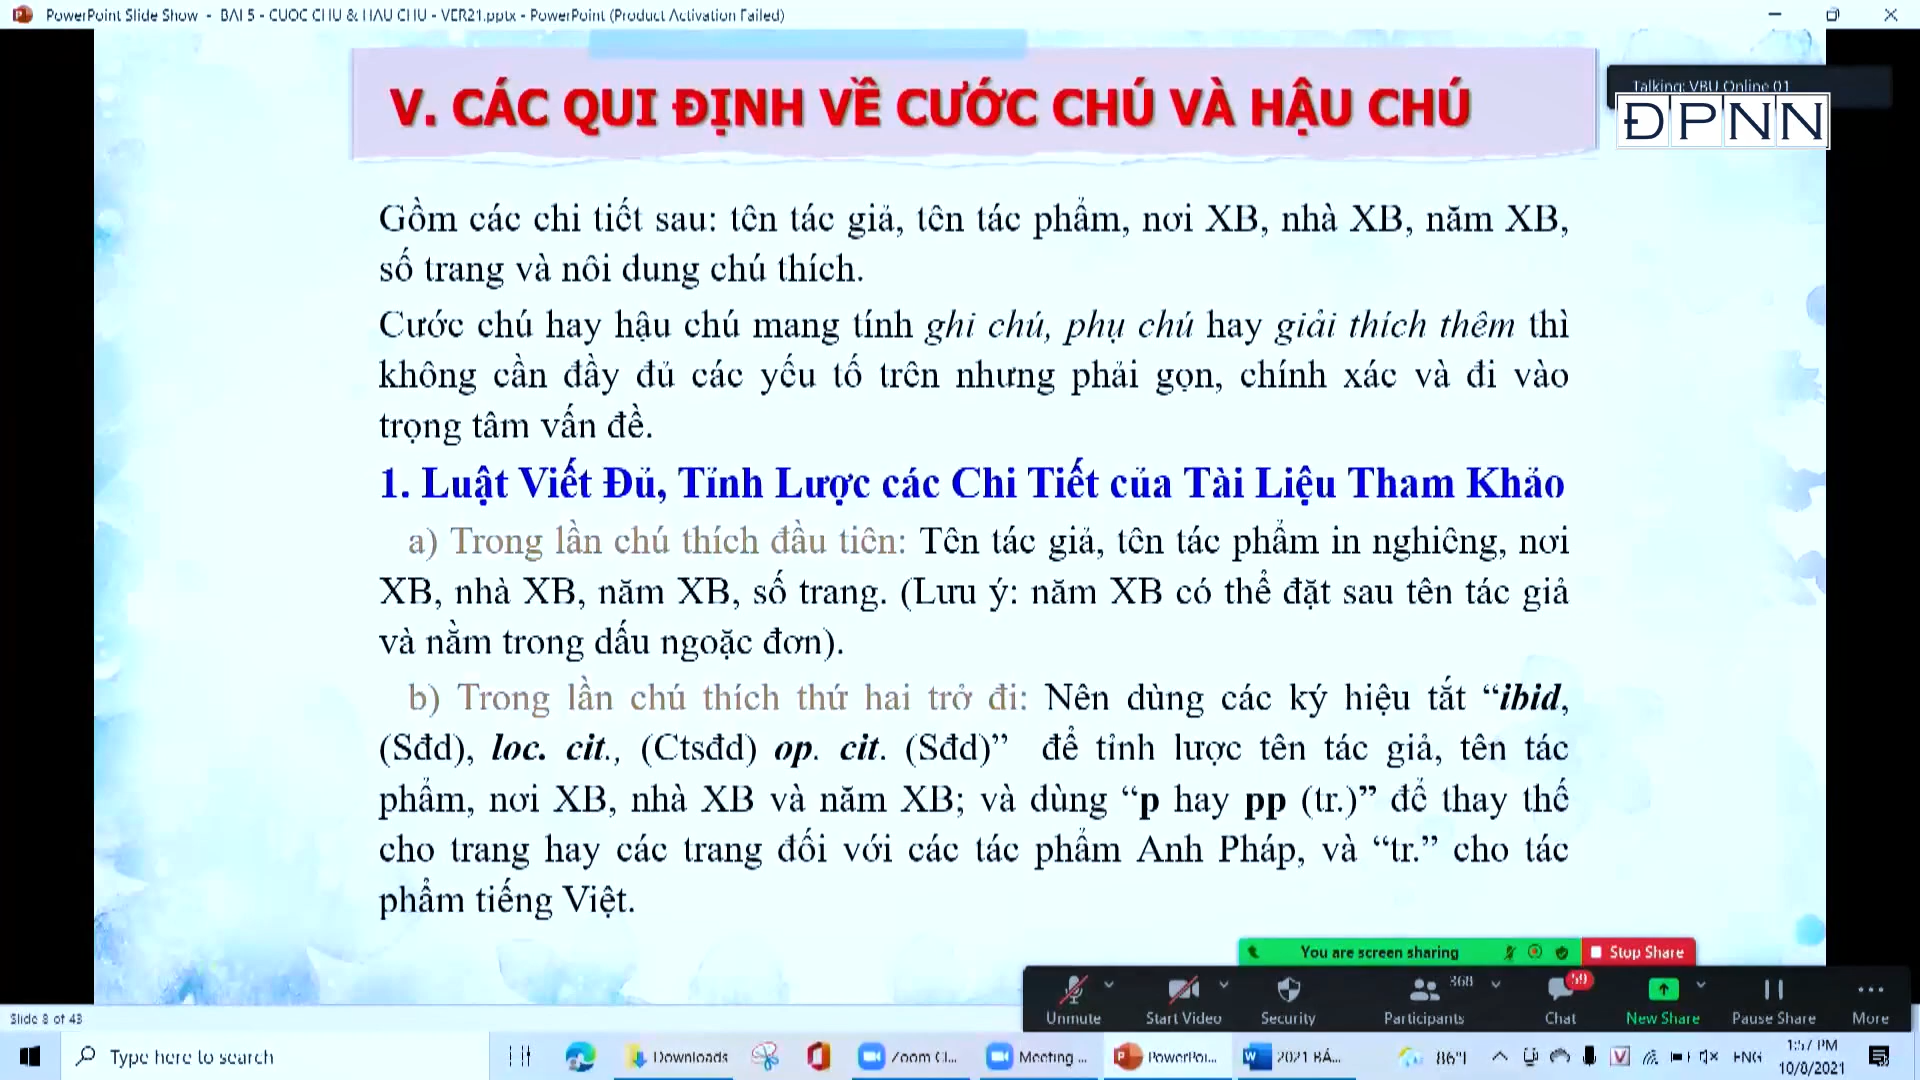 PowerPoint Slide Show - BAI 5 - CUOC CHU & HAU CHU - VER21.pptx - PowerPoint (Product Activation Failed)
V. CÁC QUI ĐỊNH VỀ CƯỚC CHÚ VÀ HẬU CHÚ
Talking: VBU Online 01
ĐPNN
Gồm các chi tiết sau: tên tác giả, tên tác phẩm, nơi XB, nhà XB, năm XB,
số trang và nôi dung chú thích.
Cước chú hay hậu chú mang tính ghi chú, phụ chú hay giải thích thêm thì
không cần đầy đủ các yếu tố trên nhưng phải gọn, chính xác và đi vào
trọng tâm vấn đề.
1. Luật Viết Đủ, Tỉnh Lược các Chi Tiết của Tài Liệu Tham Khảo
a) Trong lần chú thích đầu tiên: Tên tác giả, tên tác phẩm in nghiêng, nơi
XB, nhà XB, năm XB, số trang. (Lưu ý: năm XB có thể đặt sau tên tác giả
và nằm trong dấu ngoặc đơn).
b) Trong lần chú thích thứ hai trở đi: Nên dùng các ký hiệu tắt “ibid,
(Sđd), loc. cit., (Ctsđd) op. cit. (Sđd)” để tỉnh lược tên tác giả, tên tác
phẩm, nơi XB, nhà XB và năm XB; và dùng “p hay pp (tr.)” để thay thế
cho trang hay các trang đối với các tác phẩm Anh Pháp, và “tr.” cho tác
phẩm tiếng Việt.
You are screen sharing
Stop Share
368
59
Unmute Start Video Security Participants Chat New Share Pause Share More
Slide 8 of 43
Type here to search
Downloads
Zoom Cl...
Meeting ...
PowerPoi...
2021 BÁ...
86°F
ENG
1:57 PM
10/8/2021